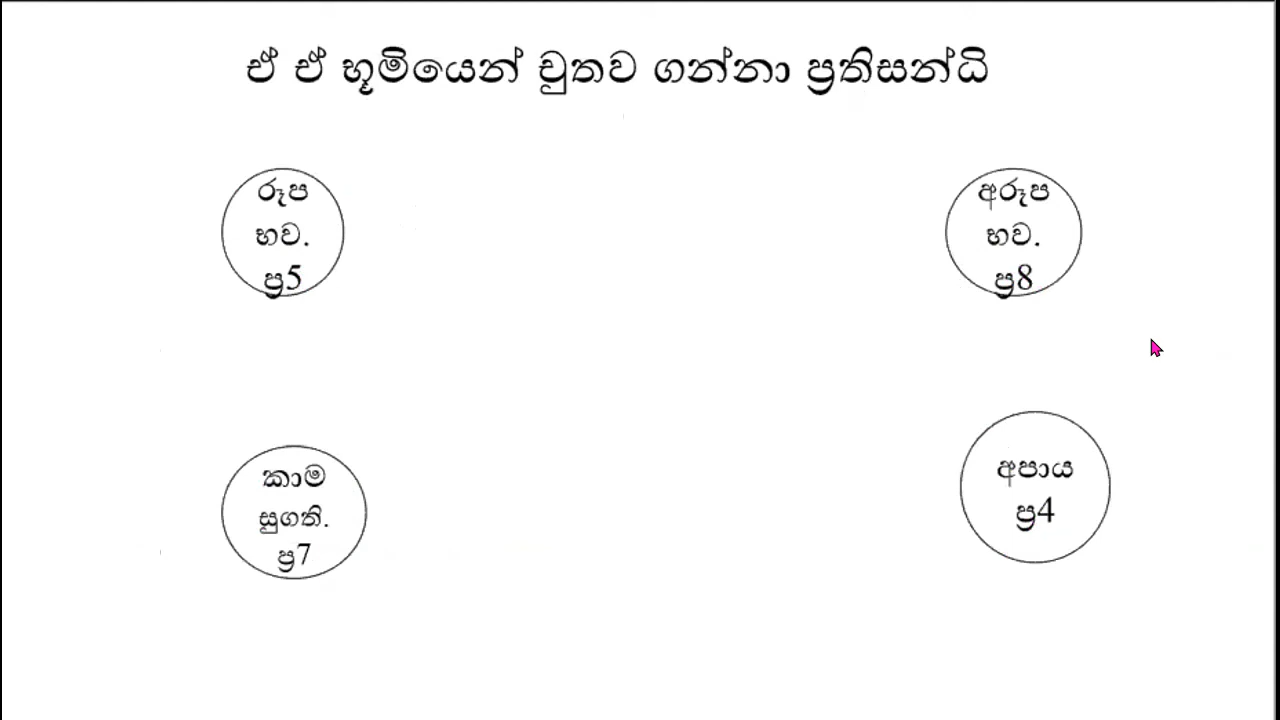 ඒ ඒ භූමියෙන් චුතව ගන්නා ප්‍රතිසන්ධි
රූප
භව.
ප්‍ර5
අරූප
භව.
ප්‍ර8
කාම
සුගති.
ප්‍ර7
අපාය
ප්‍ර4